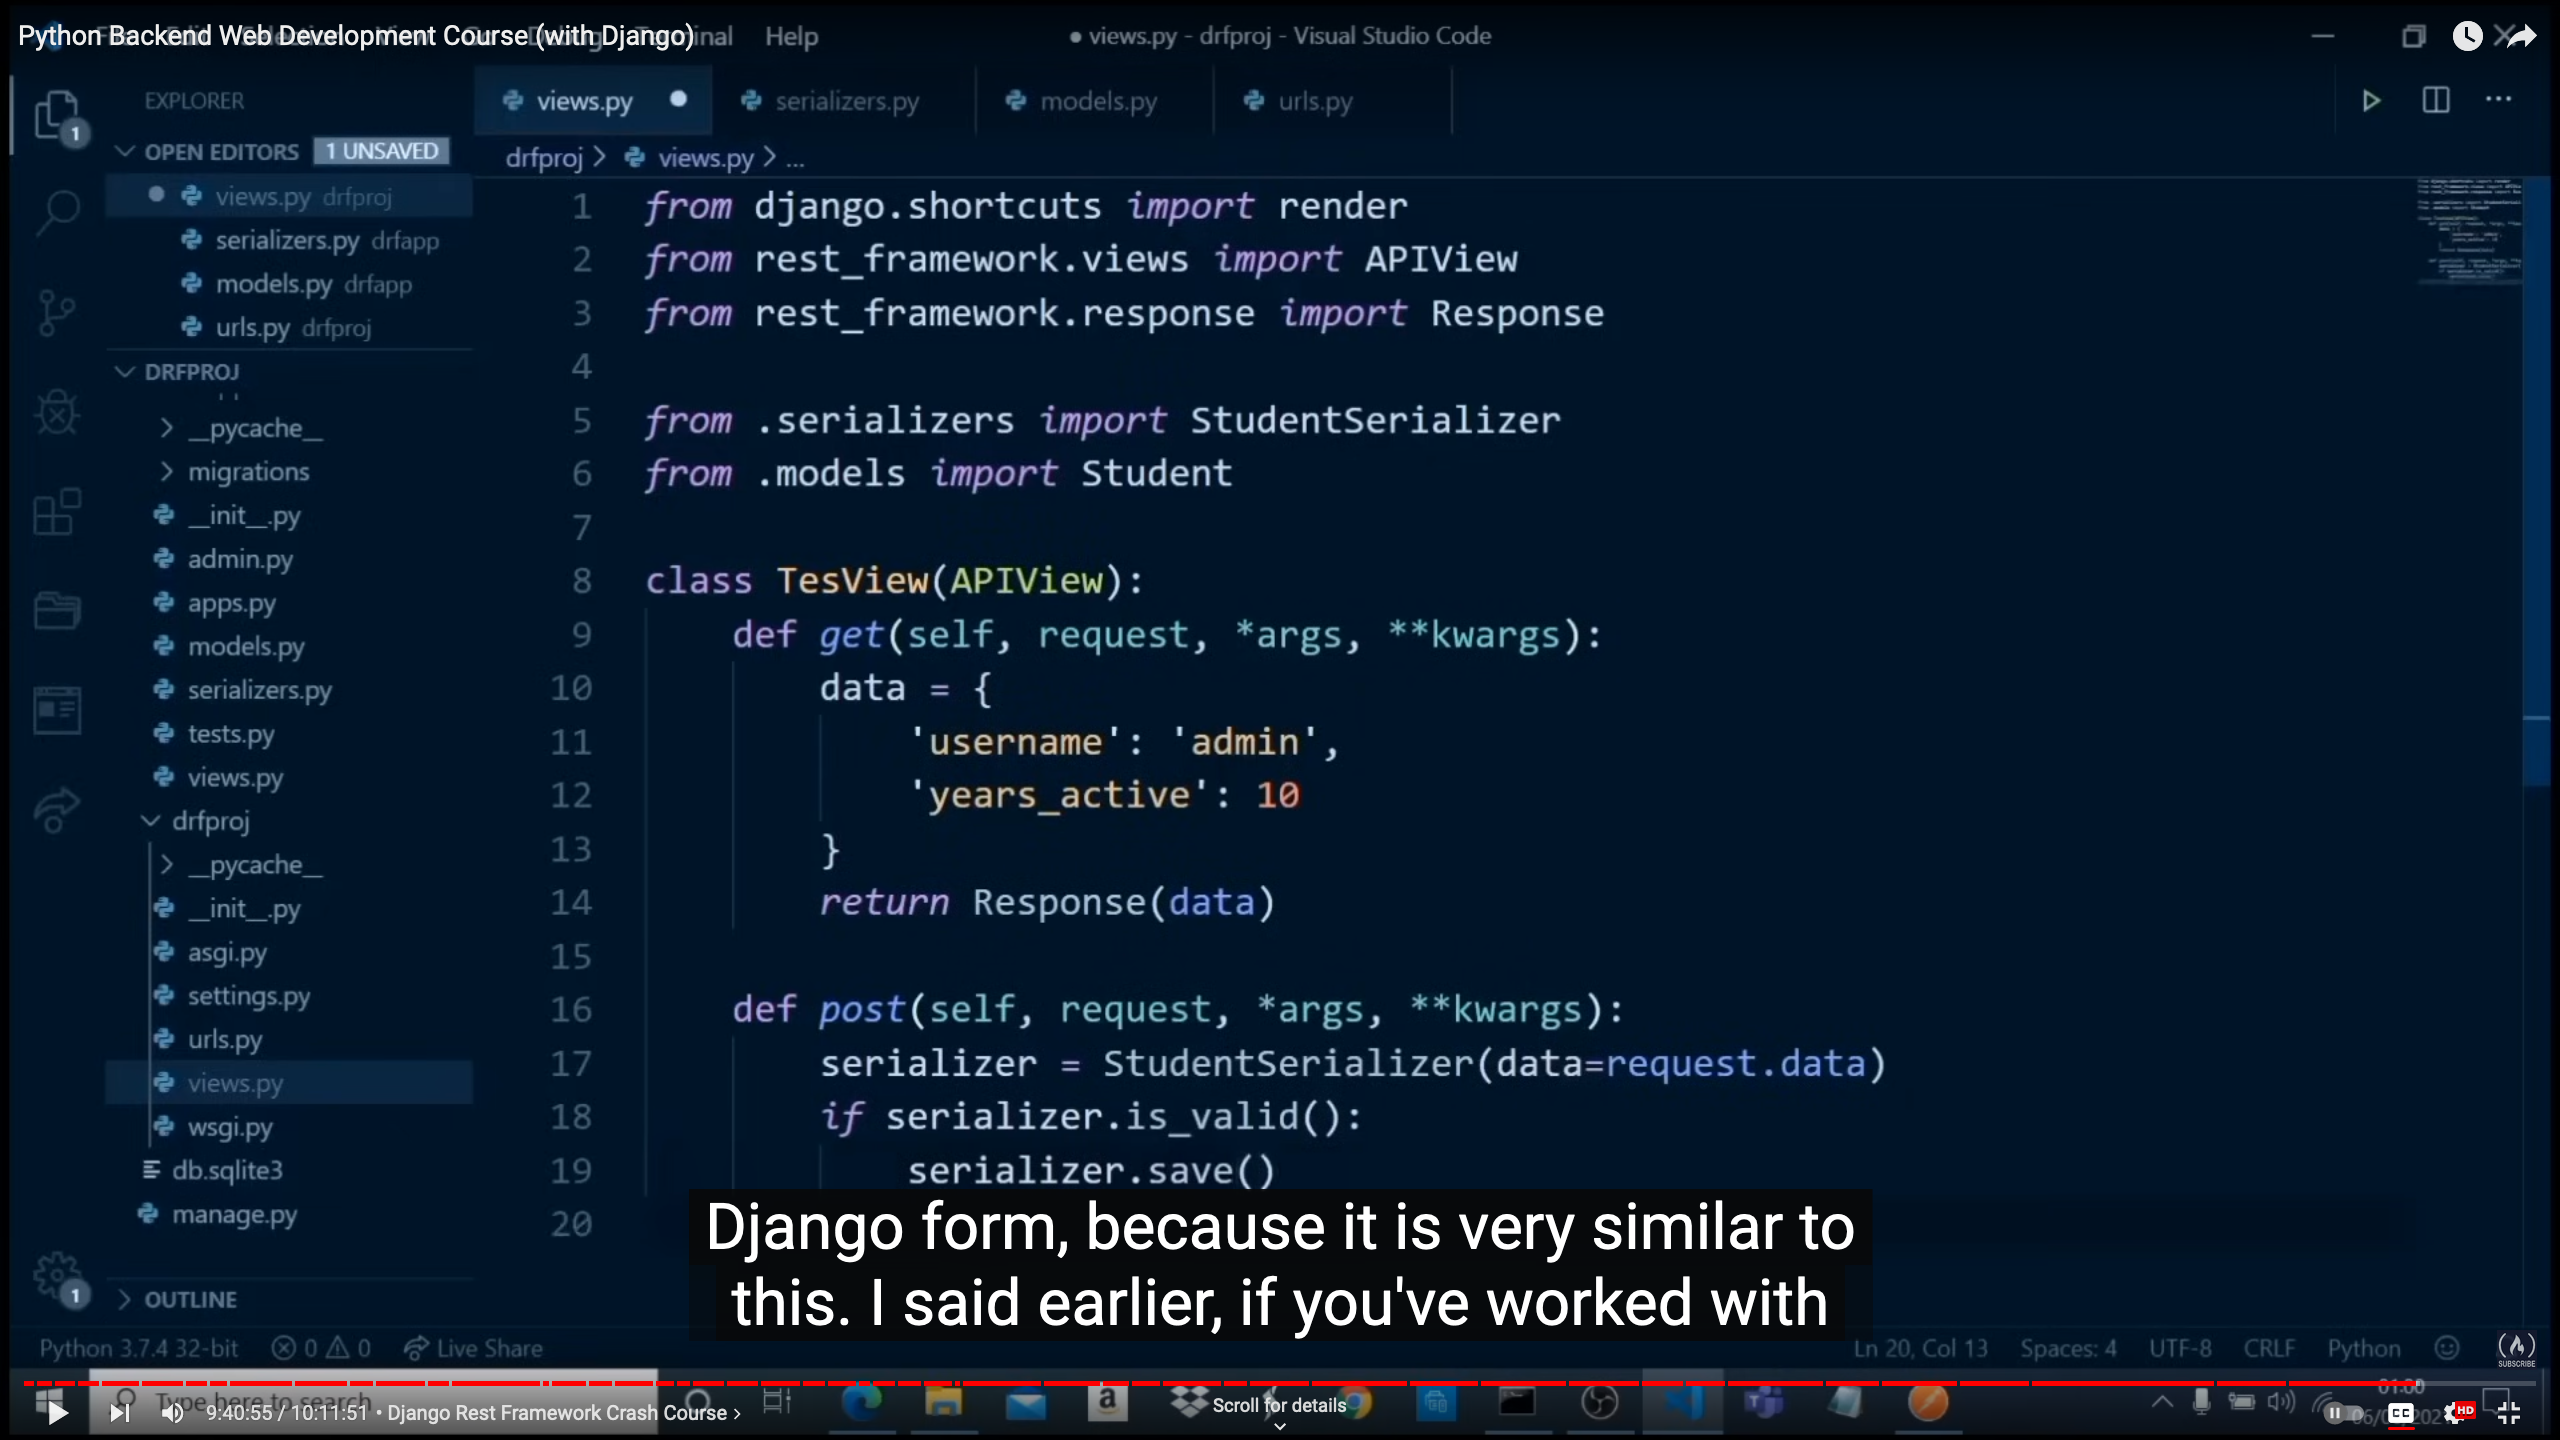 Python Backend Web Development Course (with Django)
Help
views.py - drfproj - Visual Studio Code
EXPLORER
views.py
serializers.py
models.py
urls.py
OPEN EDITORS 1 UNSAVED
drfproj > views.py > ...
views.py drfproj
serializers.py drfapp
models.py drfapp
urls.py drfproj
DRFPROJ
__pycache__
migrations
__init__.py
admin.py
apps.py
models.py
serializers.py
tests.py
views.py
drfproj
__pycache__
__init__.py
asgi.py
settings.py
urls.py
views.py
wsgi.py
db.sqlite3
manage.py
OUTLINE
1
1
1 from django.shortcuts import render
2 from rest_framework.views import APIView
3 from rest_framework.response import Response
4
5 from .serializers import StudentSerializer
6 from .models import Student
7
8 class TesView(APIView):
9 def get(self, request, *args, **kwargs):
10 data = {
11 'username': 'admin',
12 'years_active': 10
13 }
14 return Response(data)
15
16 def post(self, request, *args, **kwargs):
17 serializer = StudentSerializer(data=request.data)
18 if serializer.is_valid():
19 serializer.save()
20
Django form, because it is very similar to
this. I said earlier, if you've worked with
Python 3.7.4 32-bit 0 0 Live Share
Ln 20, Col 13 Spaces: 4 UTF-8 CRLF Python
SUBSCRIBE
Type here to search
9:40:55 / 10:11:51 • Django Rest Framework Crash Course >
Scroll for details
a
CC
HD